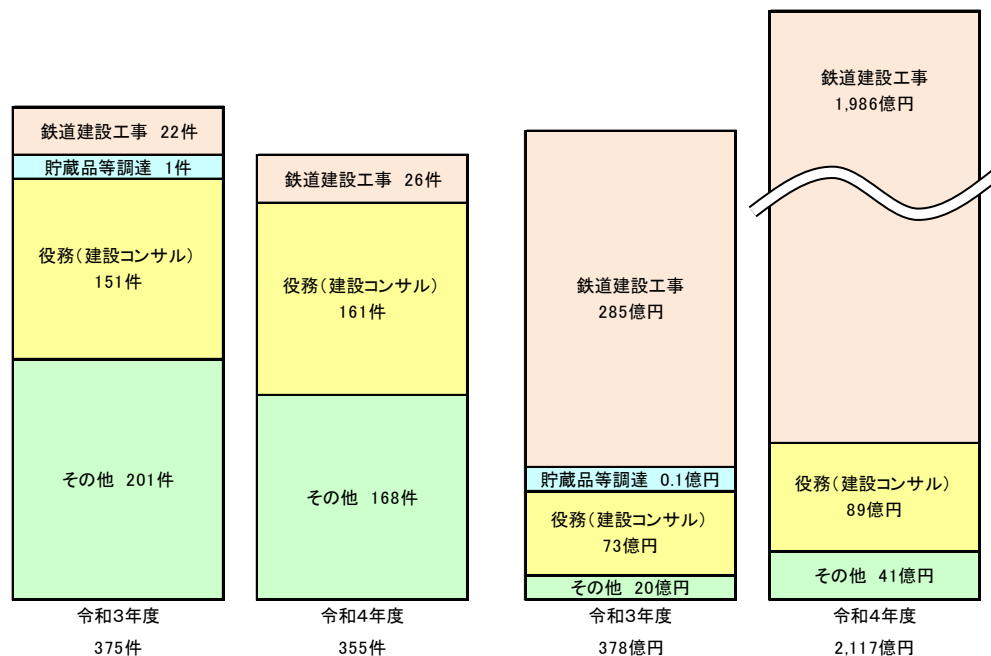 鉄道建設工事 22件
貯蔵品等調達 1件
役務(建設コンサル)
151件
その他 201件
令和3年度
375件
鉄道建設工事 26件
役務(建設コンサル)
161件
その他 168件
令和4年度
355件
鉄道建設工事
285億円
貯蔵品等調達 0.1億円
役務(建設コンサル)
73億円
その他 20億円
令和3年度
378億円
鉄道建設工事
1,986億円
役務(建設コンサル)
89億円
その他 41億円
令和4年度
2,117億円